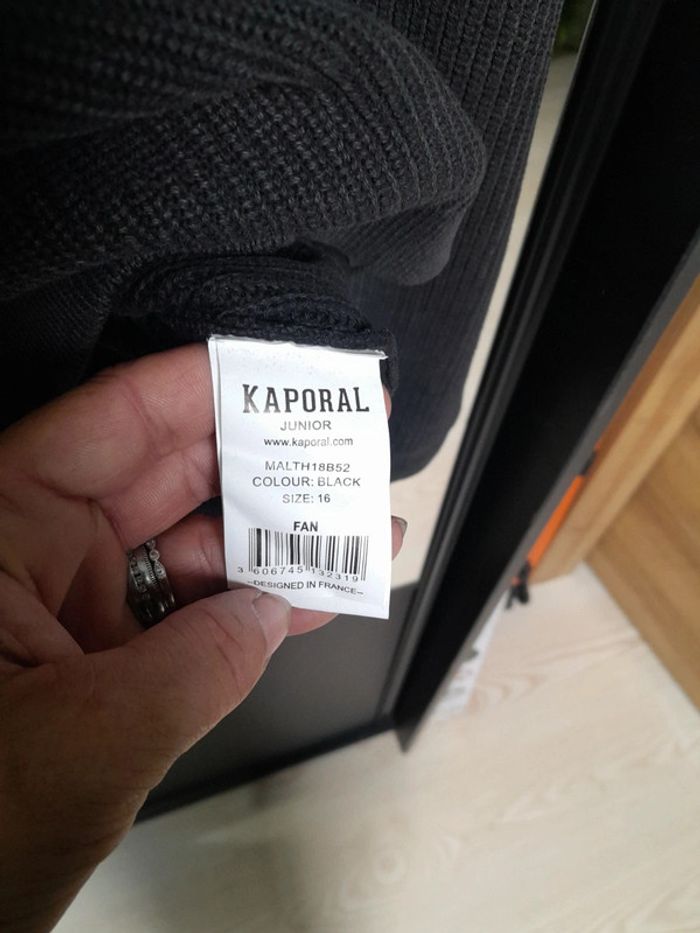 KAPORAL
JUNIOR
www.kaporal.com
MALTH18B52
COLOUR: BLACK
SIZE: 16
FAN
3 606745 132319
-DESIGNED IN FRANCE-